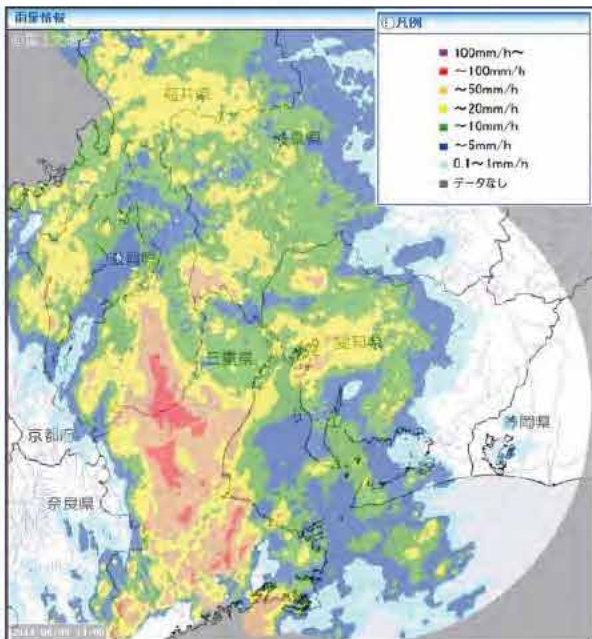 雨量情報
凡例
100mm/h~
~100mm/h
~50mm/h
~20mm/h
~10mm/h
~5mm/h
0.1~1mm/h
データなし
福井県
岐阜県
滋賀県
三重県
愛知県
京都府
静岡県
奈良県